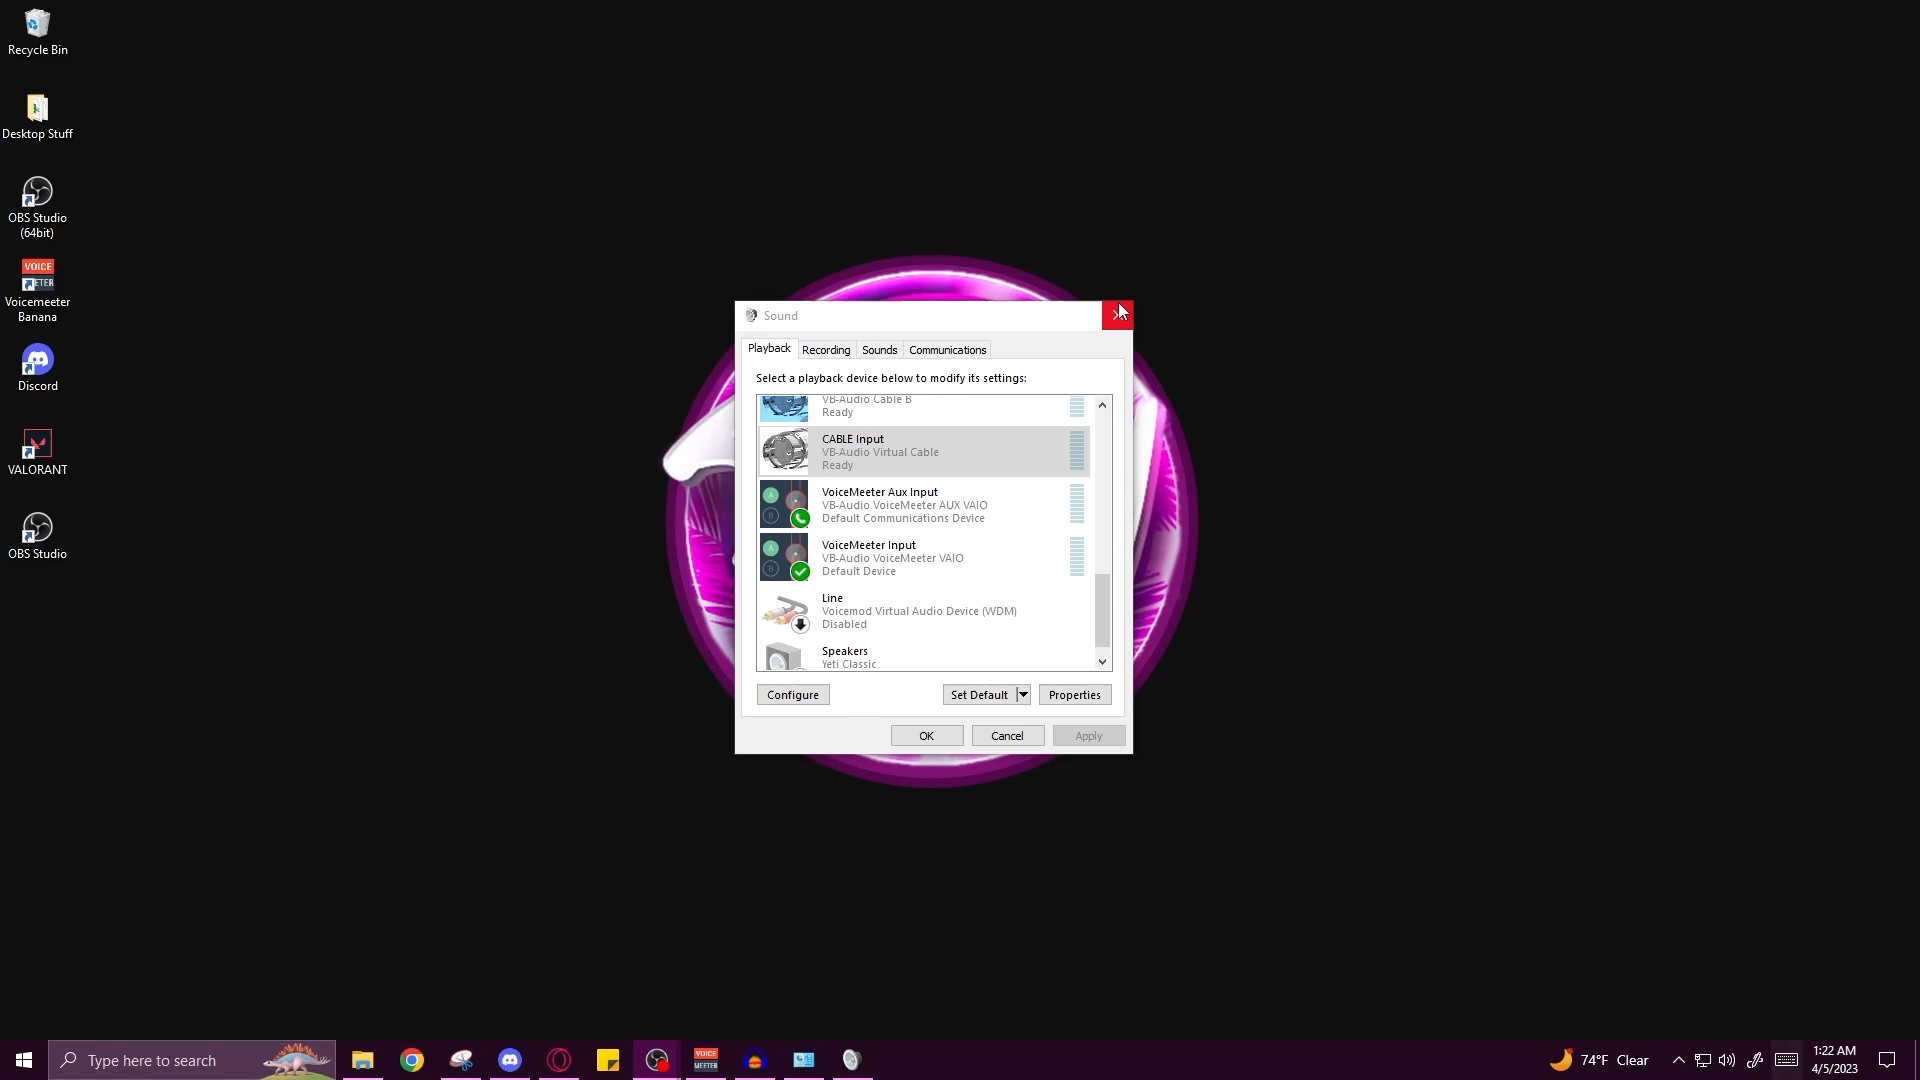 Recycle Bin
Desktop Stuff
OBS Studio
(64bit)
VOICE
METER
Voicemeeter
Banana
Discord
VALORANT
OBS Studio
Sound
Playback
Recording
Sounds
Communications
Select a playback device below to modify its settings:
VB-Audio Cable B
Ready
CABLE Input
VB-Audio Virtual Cable
Ready
VoiceMeeter Aux Input
VB-Audio VoiceMeeter AUX VAIO
Default Communications Device
VoiceMeeter Input
VB-Audio VoiceMeeter VAIO
Default Device
Line
Voicemod Virtual Audio Device (WDM)
Disabled
Speakers
Yeti Classic
Configure
Set Default
Properties
OK
Cancel
Apply
Type here to search
VOICE
MEETER
74°F Clear
1:22 AM
4/5/2023